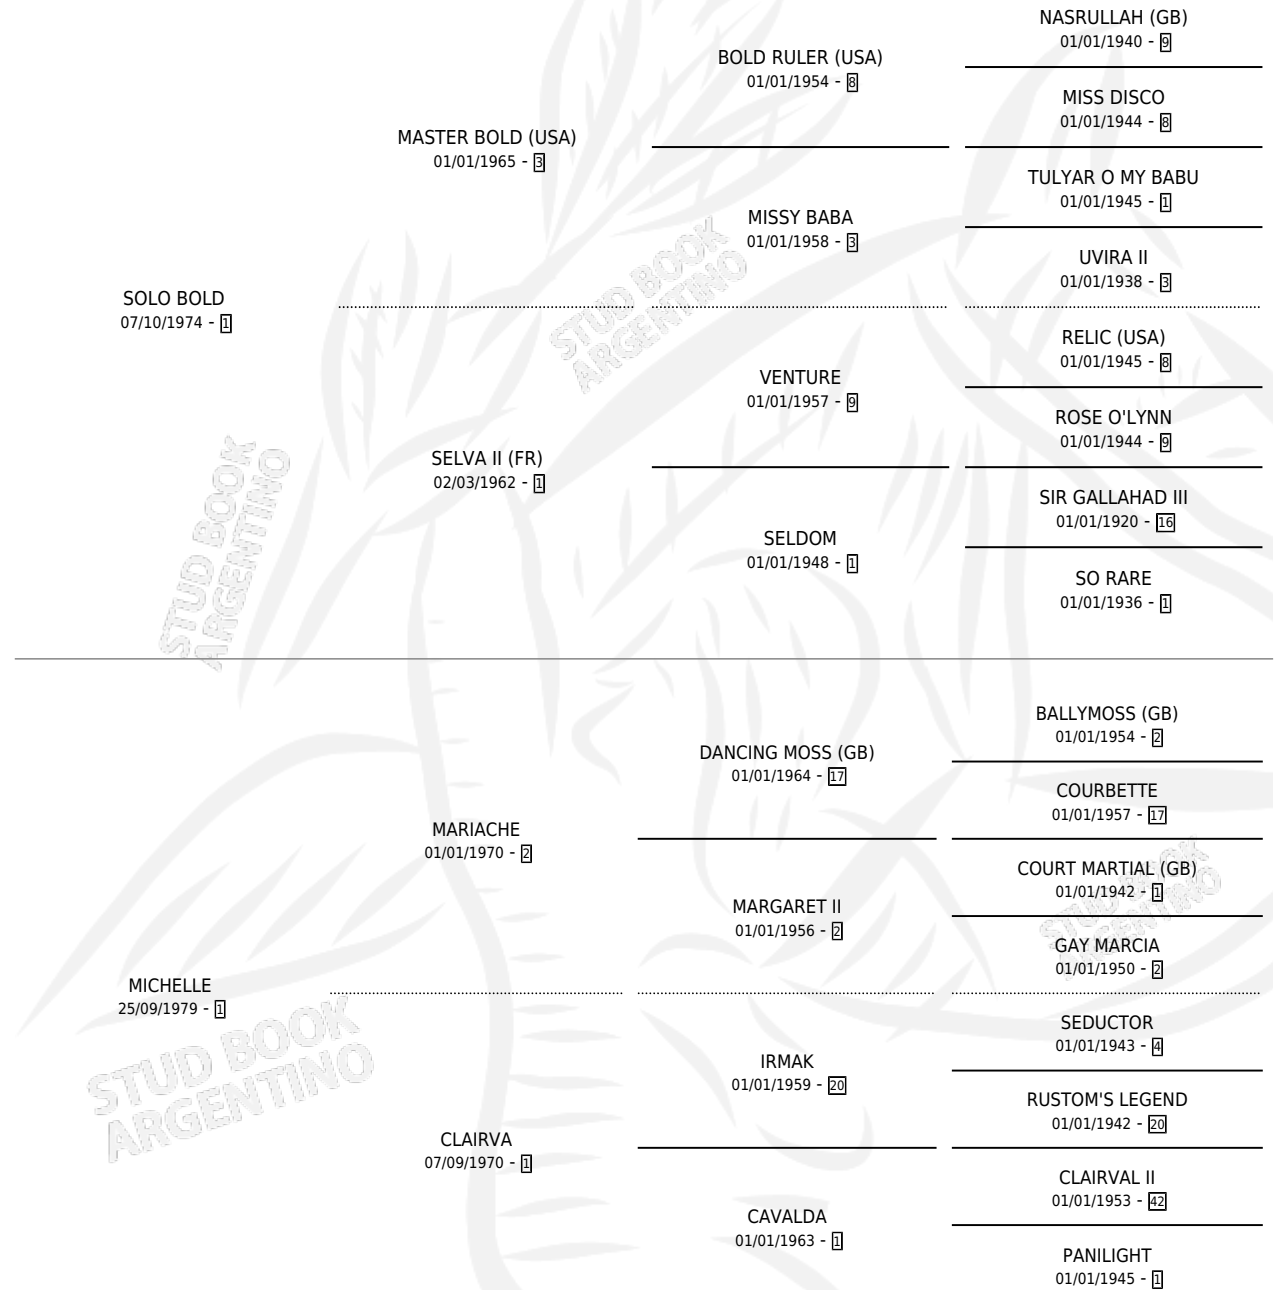 NASRULLAH (GB)
01/01/1940 - 9
BOLD RULER (USA)
01/01/1954 - 8
MISS DISCO
01/01/1944 - 8
MASTER BOLD (USA)
01/01/1965 - 3
TULYAR O MY BABU
01/01/1945 - 1
MISSY BABA
01/01/1958 - 3
UVIRA II
01/01/1938 - 3
SOLO BOLD
07/10/1974 - 1
RELIC (USA)
01/01/1945 - 8
VENTURE
01/01/1957 - 9
ROSE O'LYNN
01/01/1944 - 9
SELVA II (FR)
02/03/1962 - 1
SIR GALLAHAD III
01/01/1920 - 16
SELDOM
01/01/1948 - 1
SO RARE
01/01/1936 - 1
BALLYMOSS (GB)
01/01/1954 - 2
DANCING MOSS (GB)
01/01/1964 - 17
COURBETTE
01/01/1957 - 17
MARIACHE
01/01/1970 - 2
COURT MARTIAL (GB)
01/01/1942 - 1
MARGARET II
01/01/1956 - 2
GAY MARCIA
01/01/1950 - 2
MICHELLE
25/09/1979 - 1
SEDUCTOR
01/01/1943 - 4
IRMAK
01/01/1959 - 20
RUSTOM'S LEGEND
01/01/1942 - 20
CLAIRVA
07/09/1970 - 1
CLAIRVAL II
01/01/1953 - 42
CAVALDA
01/01/1963 - 1
PANILIGHT
01/01/1945 - 1
STUD BOOK
ARGENTINO
STUD BOOK
ARGENTINO
STUD BOOK
ARGENTINO
STUD BOOK
ARGENTINO